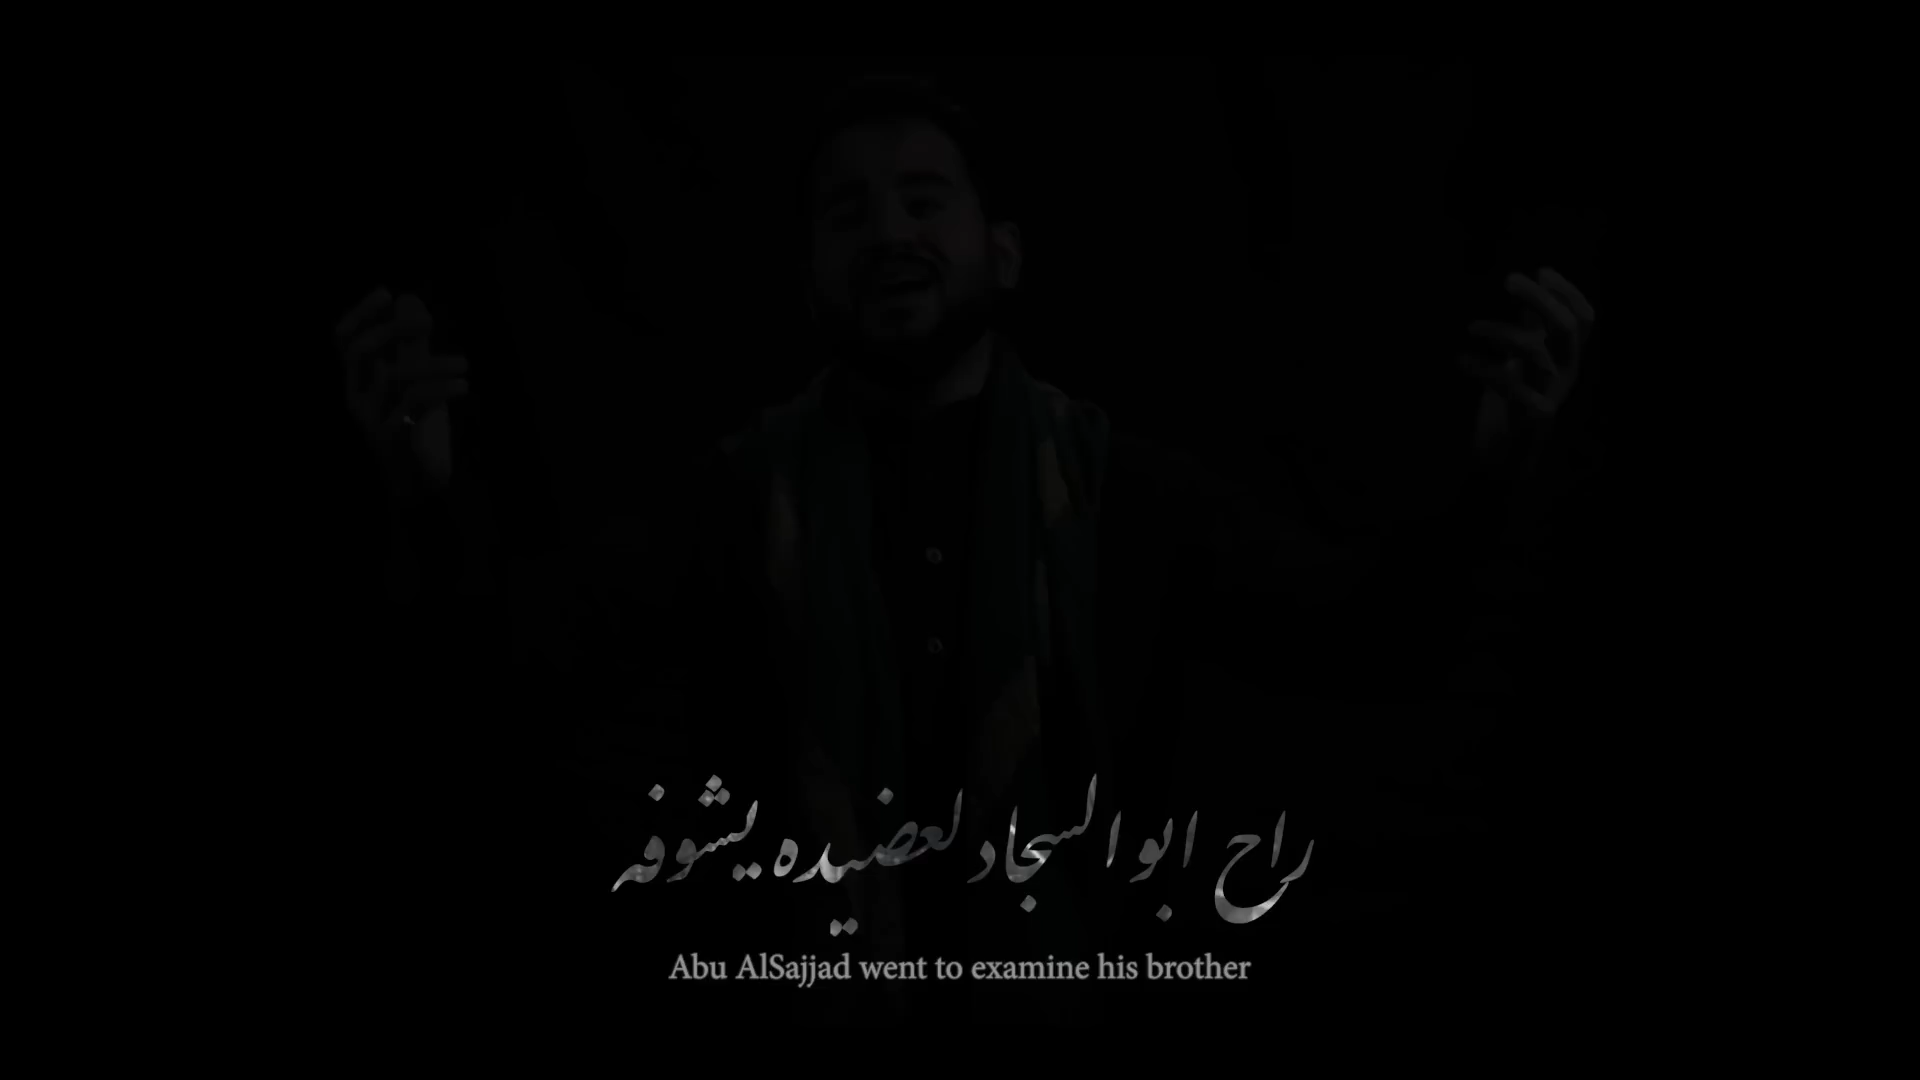 راح ابو السجاد لعضيده يشوفه
Abu AlSajjad went to examine his brother